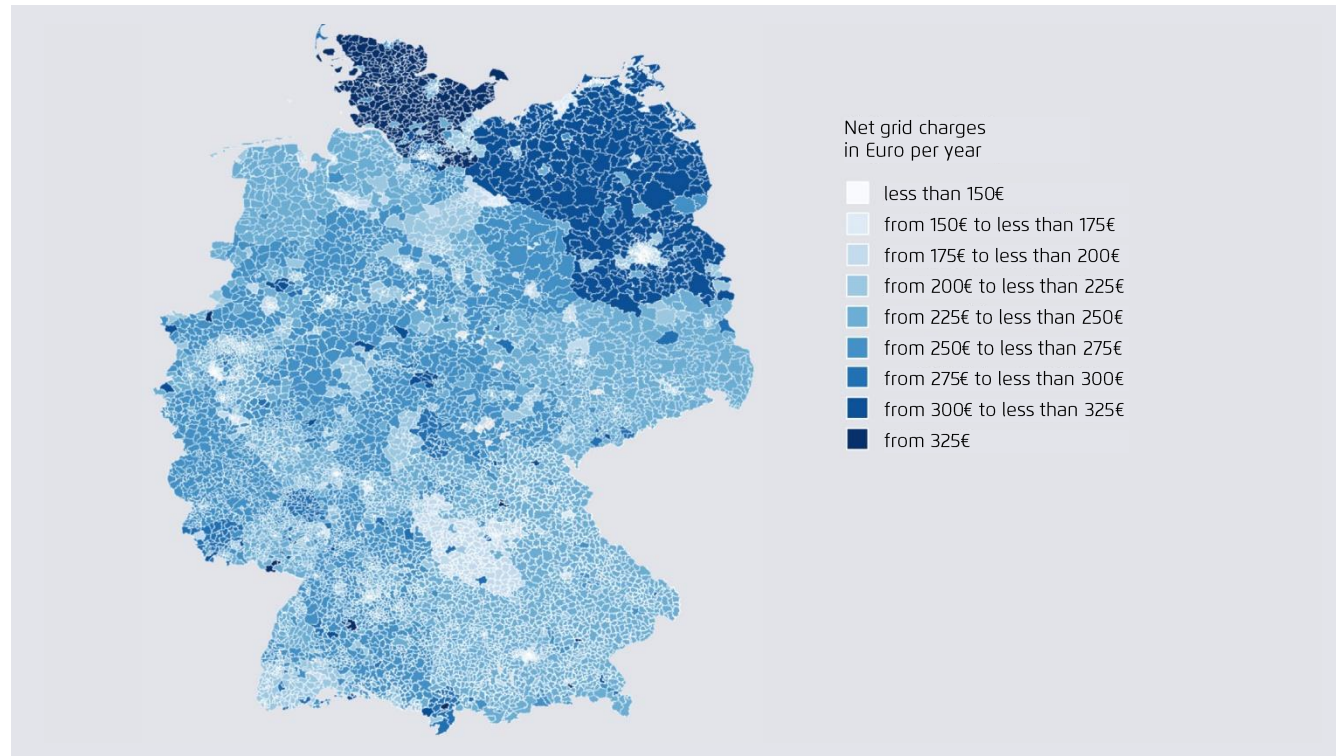 Net grid charges
in Euro per year
less than 150€
from 150€ to less than 175€
from 175€ to less than 200€
from 200€ to less than 225€
from 225€ to less than 250€
from 250€ to less than 275€
from 275€ to less than 300€
from 300€ to less than 325€
from 325€